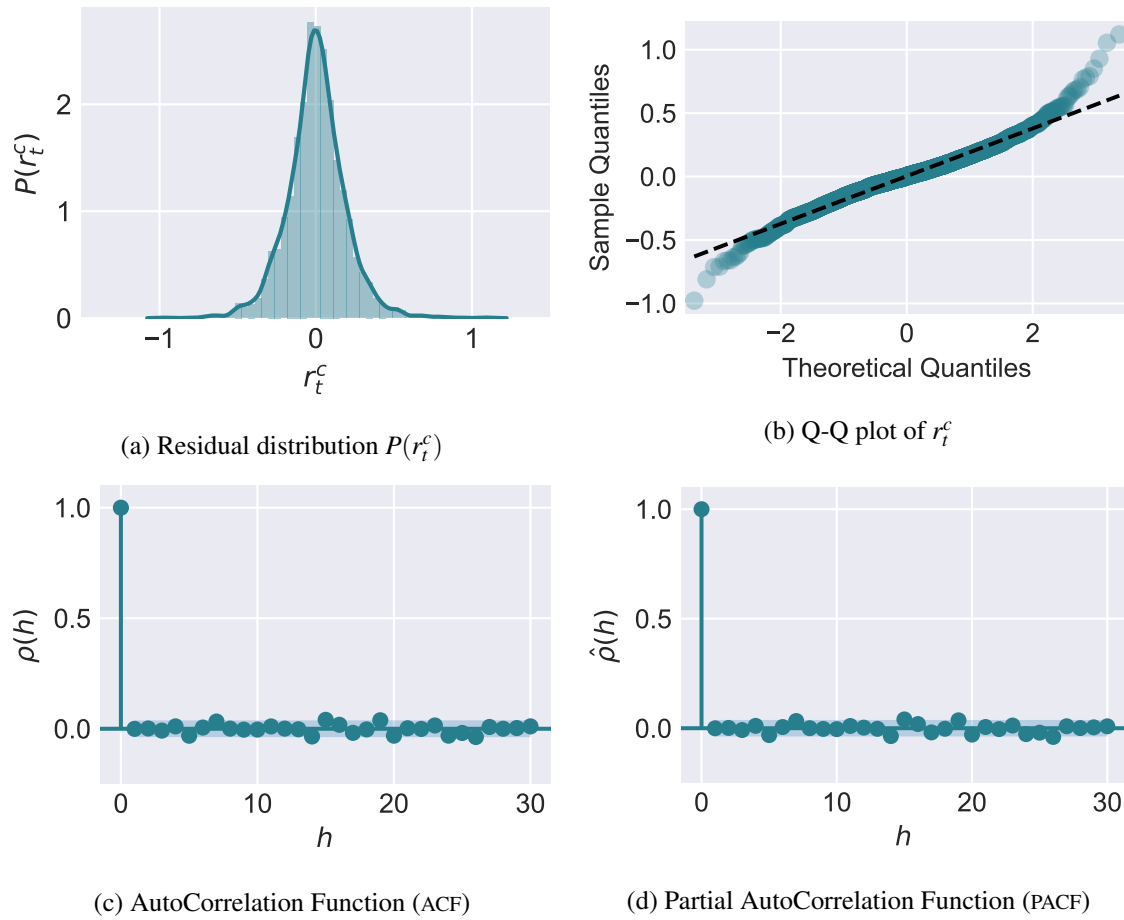 P(r_t^c)
2
1
0
−1
0
1
r_t^c
(a) Residual distribution P(r_t^c)
Sample Quantiles
1.0
0.5
0.0
−0.5
−1.0
−2
0
2
Theoretical Quantiles
(b) Q-Q plot of r_t^c
ρ(h)
1.0
0.5
0.0
0
10
20
30
h
(c) AutoCorrelation Function (ACF)
ρ̂(h)
1.0
0.5
0.0
0
10
20
30
h
(d) Partial AutoCorrelation Function (PACF)